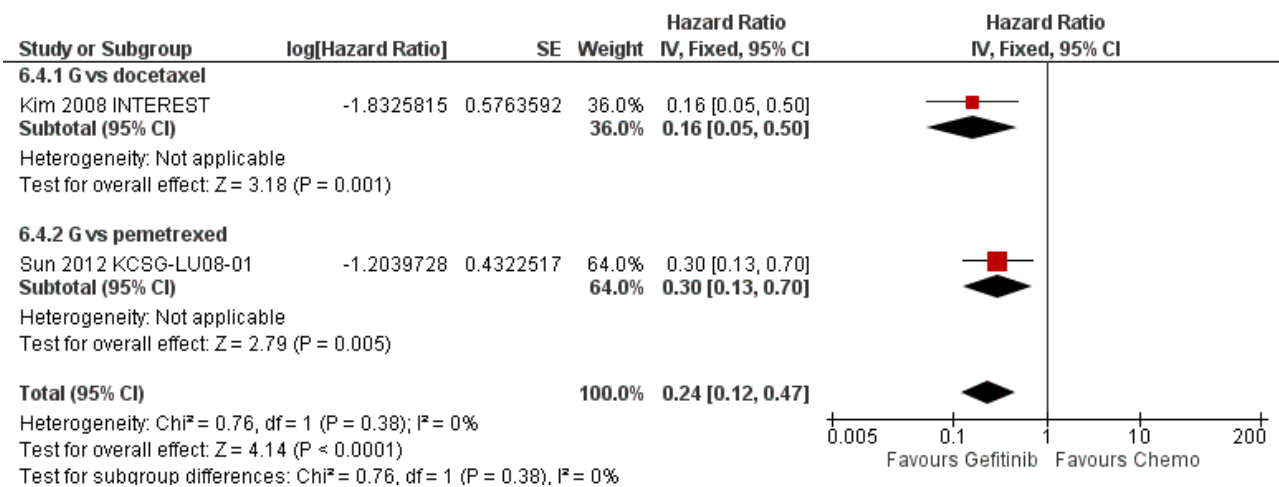 Hazard Ratio Hazard Ratio
Study or Subgroup log[Hazard Ratio] SE Weight IV, Fixed, 95% CI IV, Fixed, 95% CI
6.4.1 G vs docetaxel
Kim 2008 INTEREST -1.8325815 0.5763592 36.0% 0.16 [0.05, 0.50]
Subtotal (95% CI) 36.0% 0.16 [0.05, 0.50]
Heterogeneity: Not applicable
Test for overall effect: Z = 3.18 (P = 0.001)
6.4.2 G vs pemetrexed
Sun 2012 KCSG-LU08-01 -1.2039728 0.4322517 64.0% 0.30 [0.13, 0.70]
Subtotal (95% CI) 64.0% 0.30 [0.13, 0.70]
Heterogeneity: Not applicable
Test for overall effect: Z = 2.79 (P = 0.005)
Total (95% CI) 100.0% 0.24 [0.12, 0.47]
Heterogeneity: Chi² = 0.76, df = 1 (P = 0.38); I² = 0%
Test for overall effect: Z = 4.14 (P < 0.0001)
Test for subgroup differences: Chi² = 0.76, df = 1 (P = 0.38), I² = 0%
0.005 0.1 1 10 200
Favours Gefitinib Favours Chemo